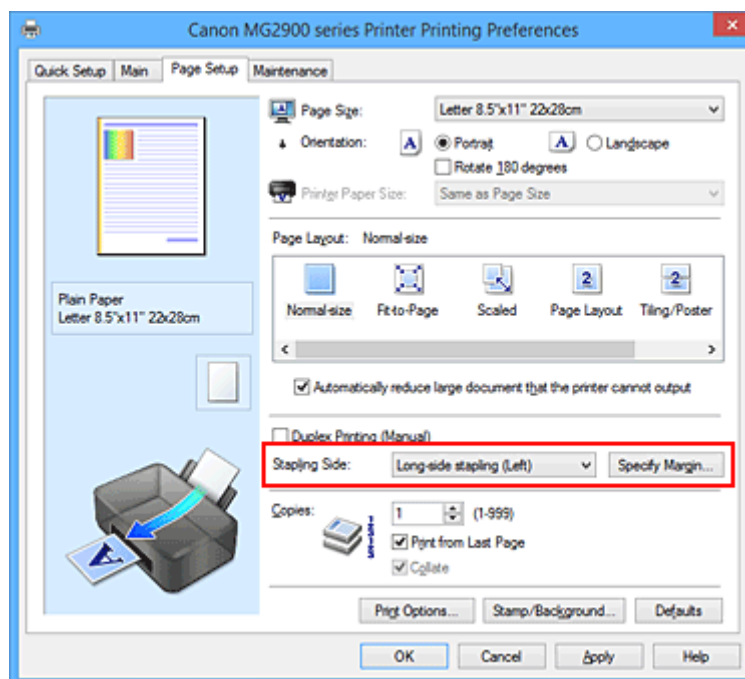 Canon MG2900 series Printer Printing Preferences
Quick Setup Main Page Setup Maintenance
Page Size: Letter 8.5"x11" 22x28cm
Orientation: A Portrait A Landscape
Rotate 180 degrees
Printer Paper Size: Same as Page Size
Page Layout: Normal-size
2 2
Normal-size Fit-to-Page Scaled Page Layout Tiling/Poster
Plain Paper
Letter 8.5"x11" 22x28cm
Automatically reduce large document that the printer cannot output
Duplex Printing (Manual)
Stapling Side: Long-side stapling (Left) Specify Margin...
Copies: 1 (1-999)
Print from Last Page
Collate
A
Print Options... Stamp/Background... Defaults
OK Cancel Apply Help